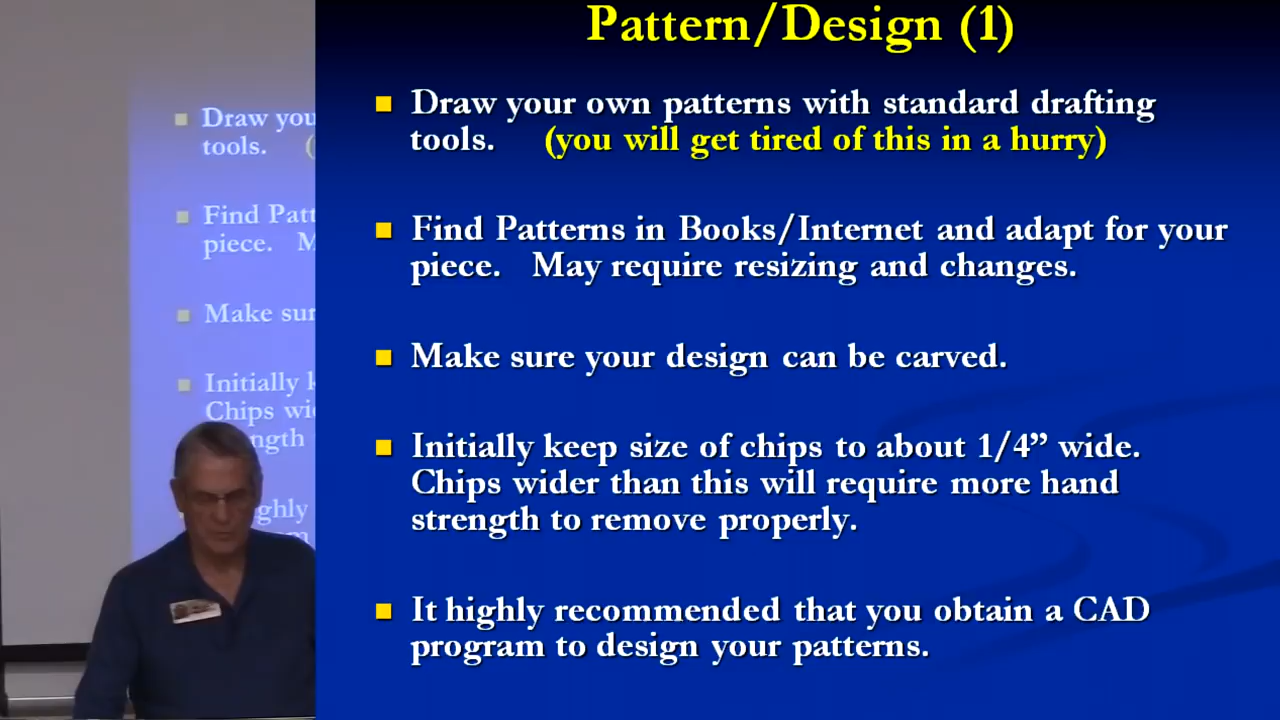 Pattern/Design (1)
Draw your own patterns with standard drafting
tools. (you will get tired of this in a hurry)
Find Patterns in Books/Internet and adapt for your
piece. May require resizing and changes.
Make sure your design can be carved.
Initially keep size of chips to about 1/4” wide.
Chips wider than this will require more hand
strength to remove properly.
It highly recommended that you obtain a CAD
program to design your patterns.
Draw you
tools. (
Find Patt
piece. M
Make sur
Initially k
Chips wi
ngth
ghly
m